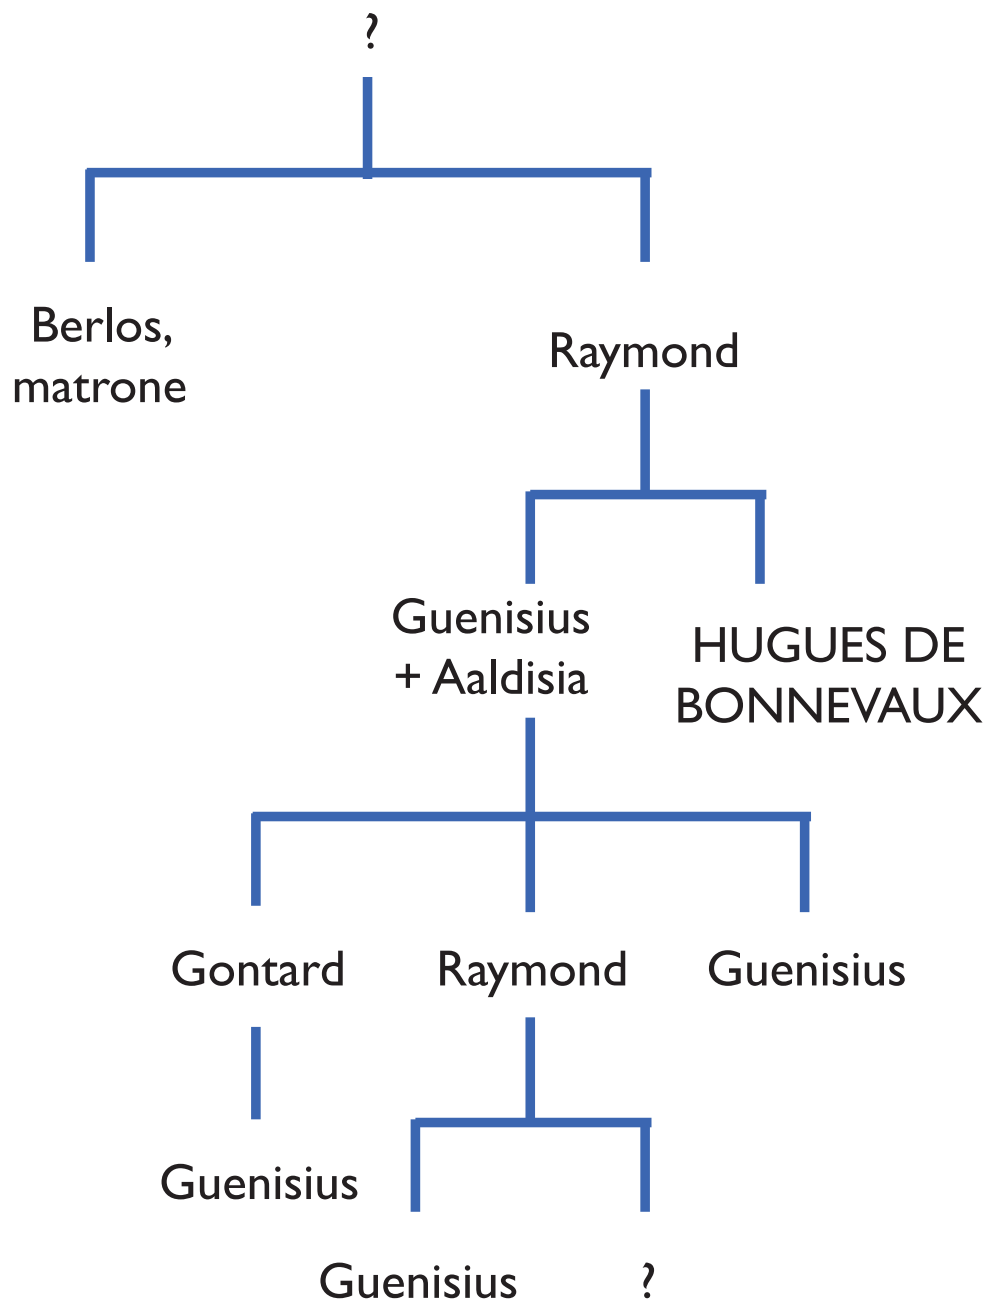 ?
Berlos,
matrone
Raymond
Guenisius
+ Aaldisia
HUGUES DE
BONNEVAUX
Gontard
Raymond
Guenisius
Guenisius
Guenisius
?